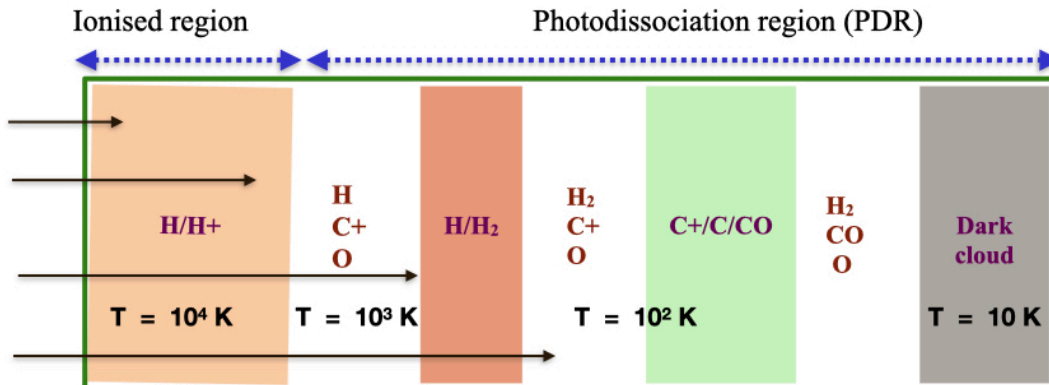 Ionised region
Photodissociation region (PDR)
H/H+
H
C+
O
H/H₂
H₂
C+
O
C+/C/CO
H₂
CO
O
Dark
cloud
T = 10⁴ K
T = 10³ K
T = 10² K
T = 10 K